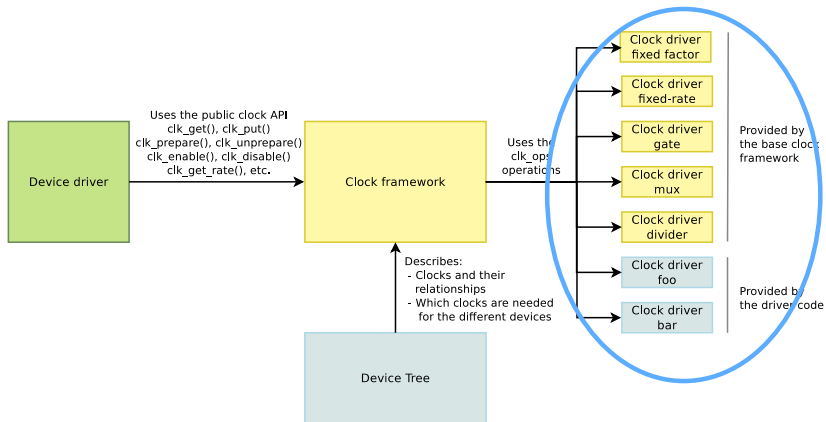 Device driver
Uses the public clock API
clk_get(), clk_put()
clk_prepare(), clk_unprepare()
clk_enable(), clk_disable()
clk_get_rate(), etc.
Clock framework
Uses the
clk_ops
operations
Clock driver
fixed factor
Clock driver
fixed-rate
Clock driver
gate
Clock driver
mux
Clock driver
divider
Clock driver
foo
Clock driver
bar
Provided by
the base clock
framework
Provided by
the driver code
Describes:
- Clocks and their
relationships
- Which clocks are needed
for the different devices
Device Tree